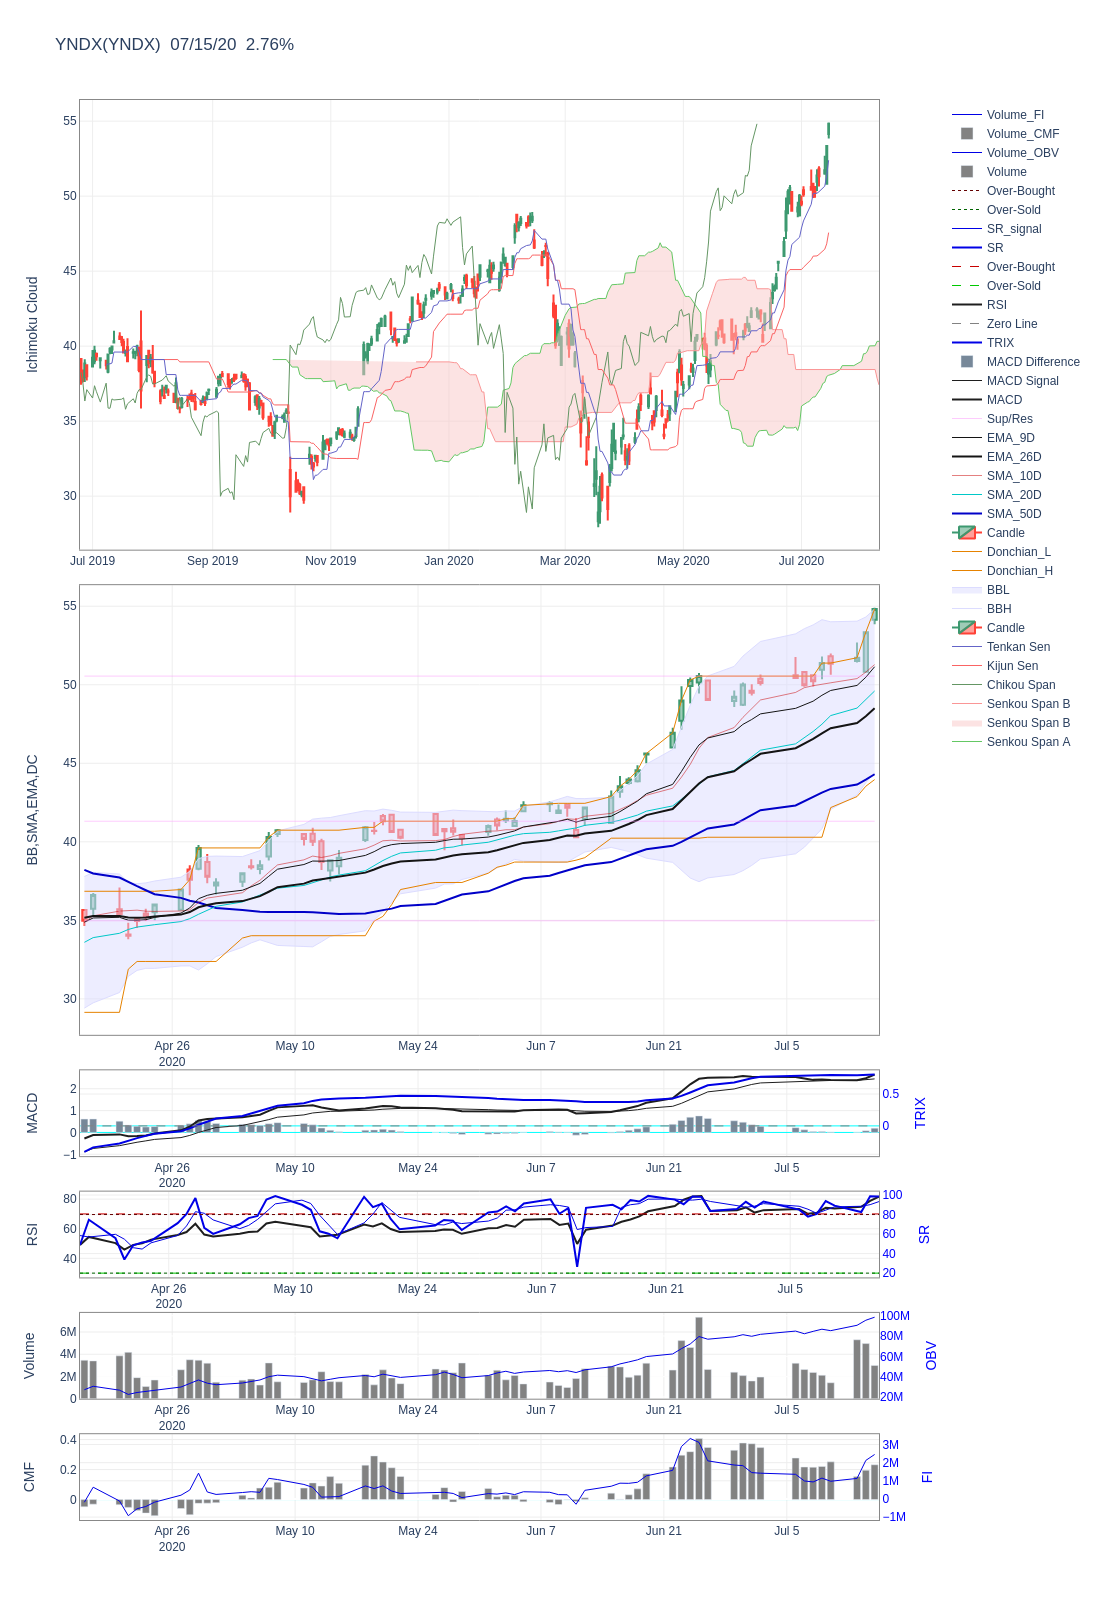 YNDX(YNDX)  07/15/20  2.76%
Ichimoku Cloud
55
50
45
40
35
30
Jul 2019
Sep 2019
Nov 2019
Jan 2020
Mar 2020
May 2020
Jul 2020
Volume_FI
Volume_CMF
Volume_OBV
Volume
Over-Bought
Over-Sold
SR_signal
SR
Over-Bought
Over-Sold
RSI
Zero Line
TRIX
MACD Difference
MACD Signal
MACD
Sup/Res
EMA_9D
EMA_26D
SMA_10D
SMA_20D
SMA_50D
Candle
Donchian_L
Donchian_H
BBL
BBH
Candle
Tenkan Sen
Kijun Sen
Chikou Span
Senkou Span B
Senkou Span B
Senkou Span A
BB,SMA,EMA,DC
55
50
45
40
35
30
Apr 26
2020
May 10
May 24
Jun 7
Jun 21
Jul 5
MACD
2
1
0
−1
0.5
0
TRIX
Apr 26
2020
May 10
May 24
Jun 7
Jun 21
Jul 5
RSI
80
60
40
100
80
60
40
20
SR
Apr 26
2020
May 10
May 24
Jun 7
Jun 21
Jul 5
Volume
6M
4M
2M
0
100M
80M
60M
40M
20M
OBV
Apr 26
2020
May 10
May 24
Jun 7
Jun 21
Jul 5
CMF
0.4
0.2
0
3M
2M
1M
0
−1M
FI
Apr 26
2020
May 10
May 24
Jun 7
Jun 21
Jul 5